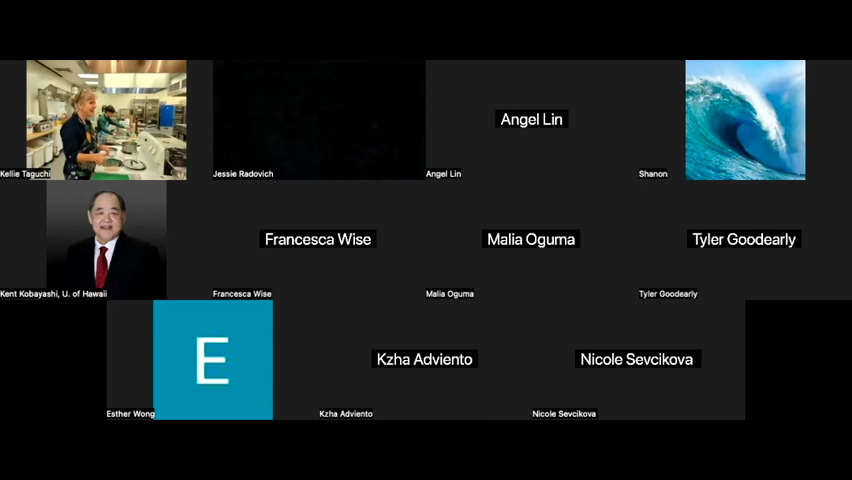 Angel Lin
Kellie Taguchi
Jessie Radovich
Angel Lin
Shanon
Francesca Wise
Malia Oguma
Tyler Goodearly
Kent Kobayashi, U. of Hawaii
Francesca Wise
Malia Oguma
Tyler Goodearly
E
Kzha Adviento
Nicole Sevcikova
Esther Wong
Kzha Adviento
Nicole Sevcikova